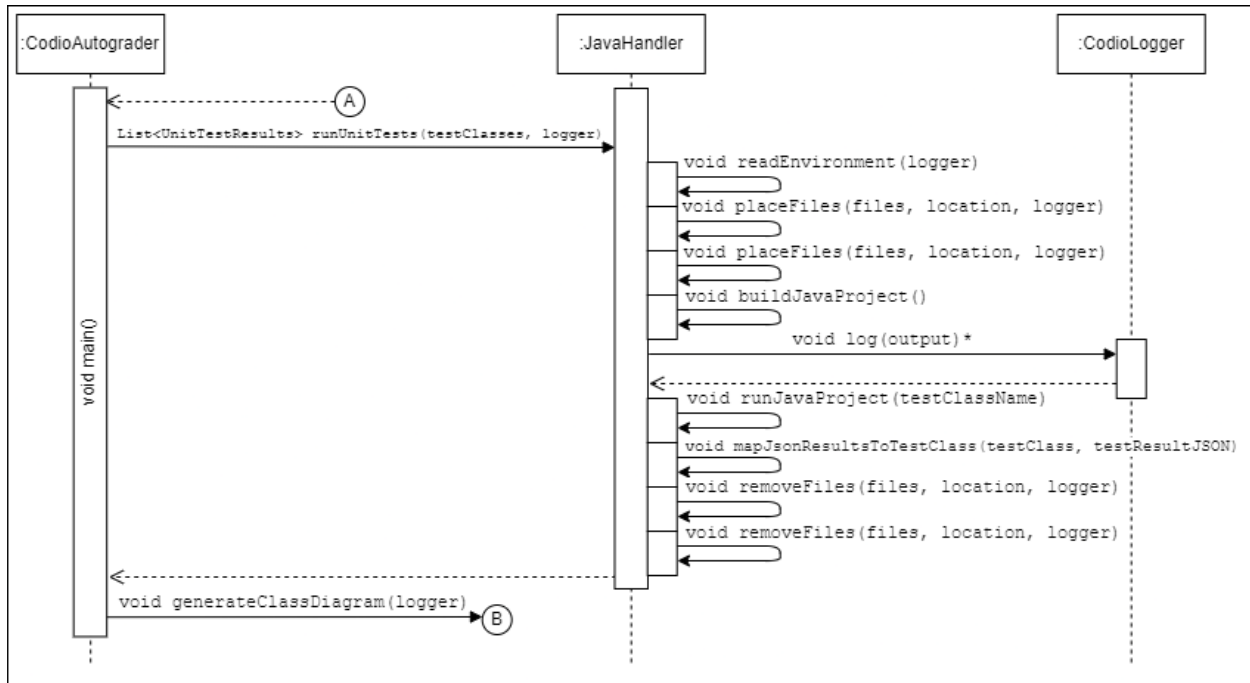 :CodioAutograder
:JavaHandler
:CodioLogger
A
List<UnitTestResults> runUnitTests(testClasses, logger)
void readEnvironment(logger)
void placeFiles(files, location, logger)
void placeFiles(files, location, logger)
void buildJavaProject()
void main()
void log(output)*
void runJavaProject(testClassName)
void mapJsonResultsToTestClass(testClass, testResultJSON)
void removeFiles(files, location, logger)
void removeFiles(files, location, logger)
void generateClassDiagram(logger)
B